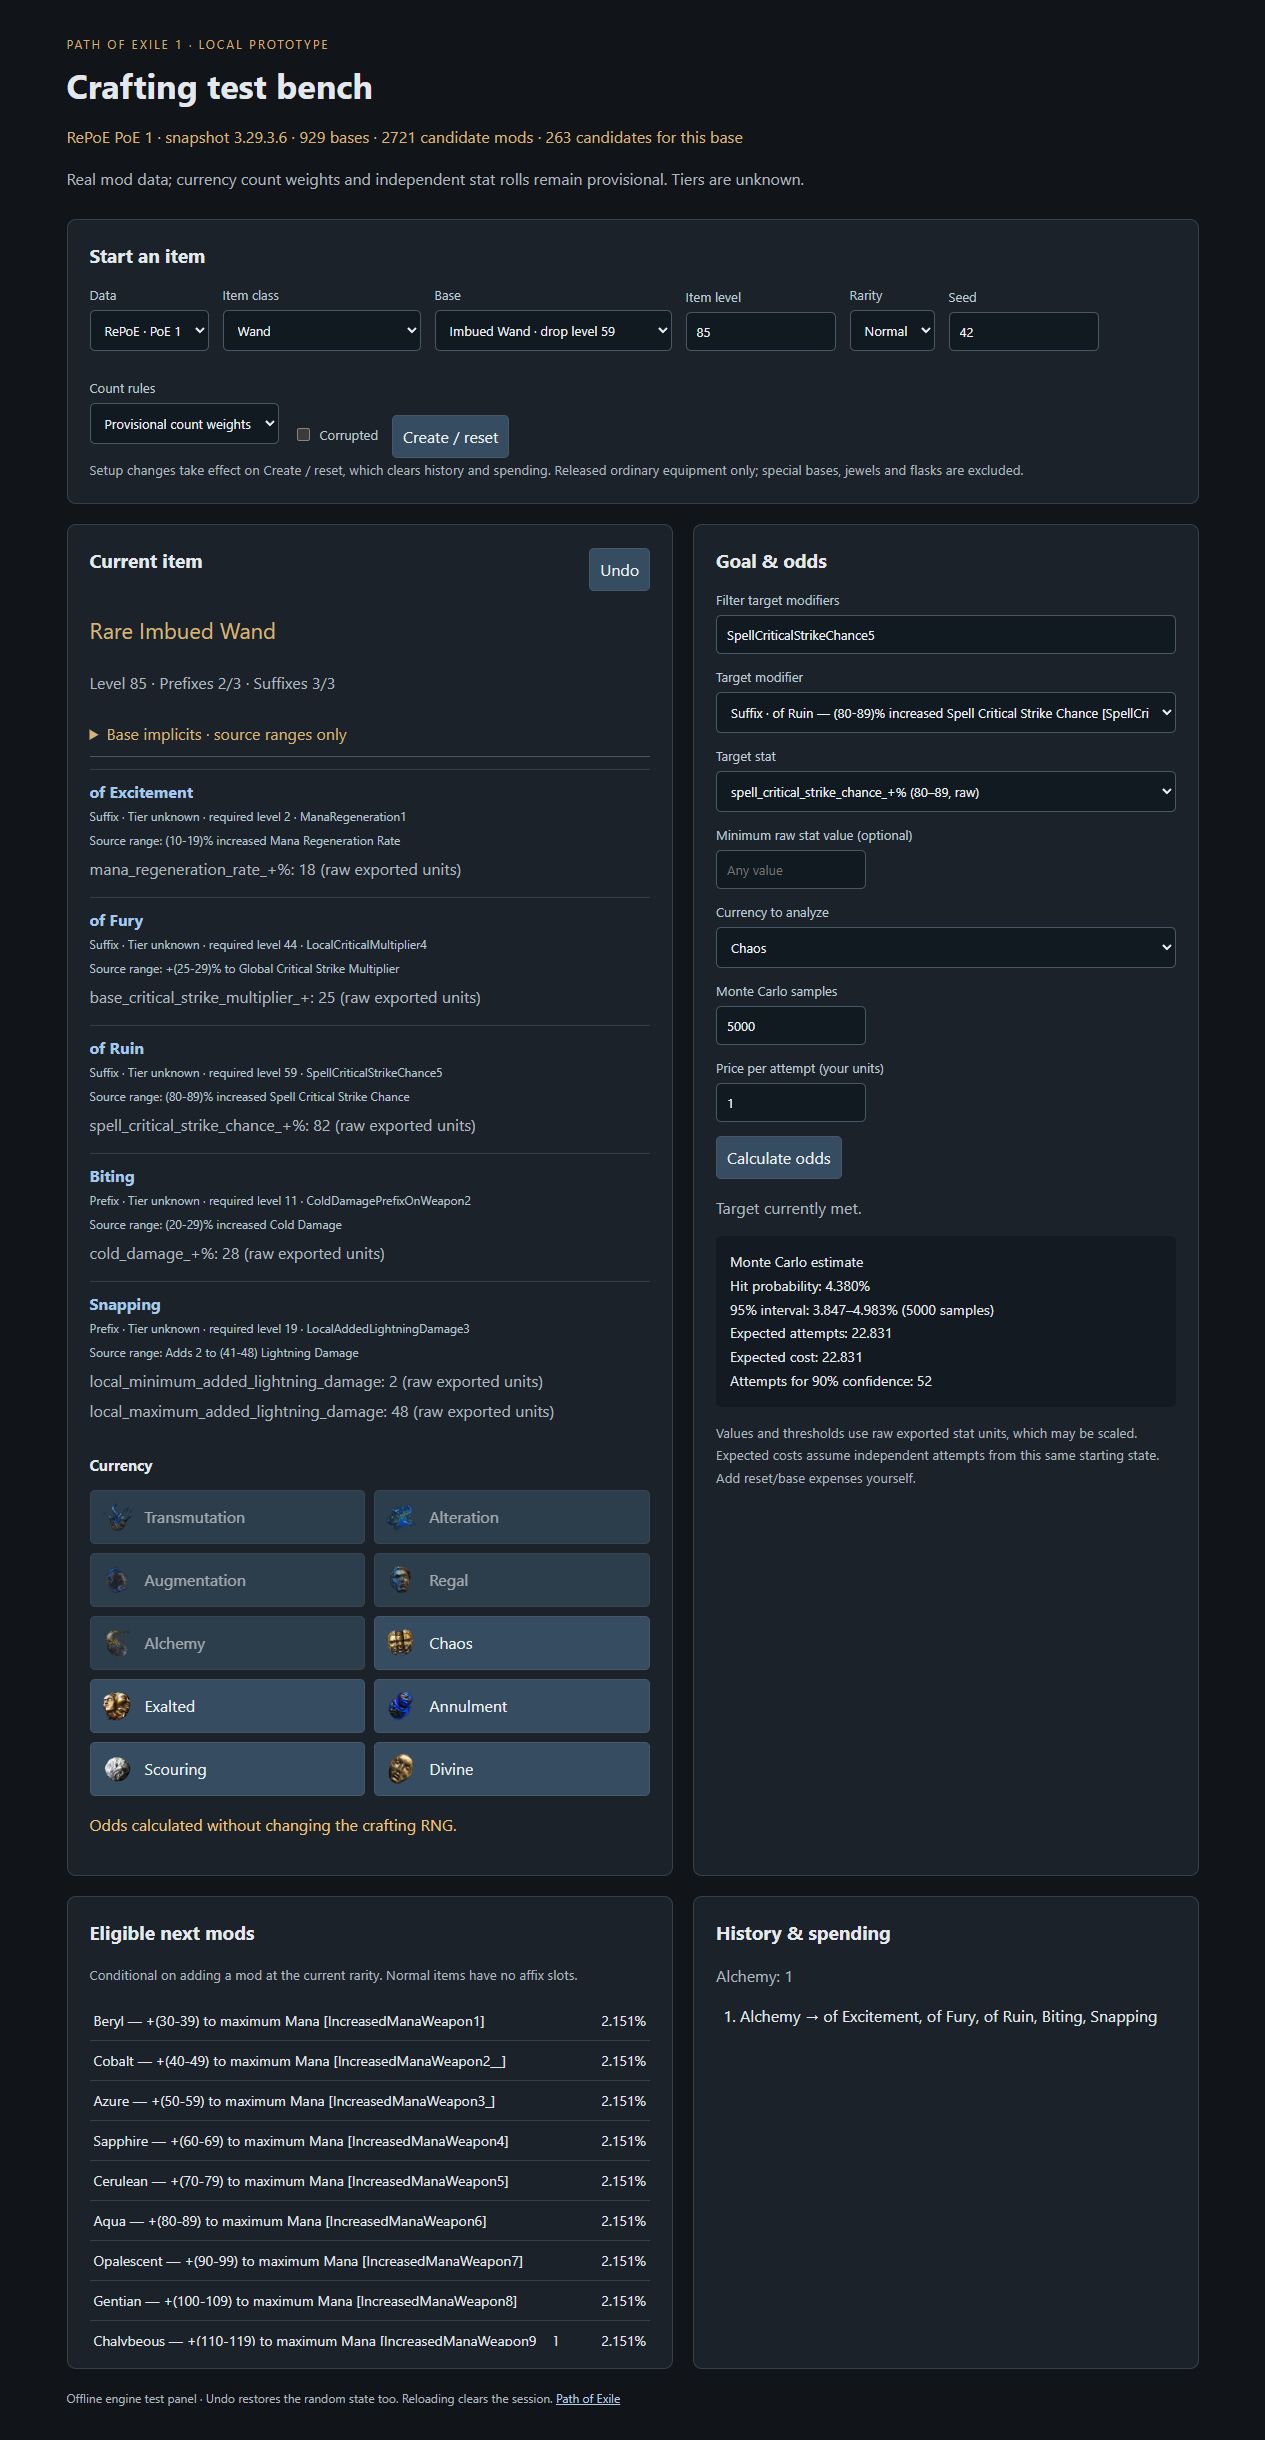 PATH OF EXILE 1 · LOCAL PROTOTYPE
Crafting test bench
RePoE PoE 1 · snapshot 3.29.3.6 · 929 bases · 2721 candidate mods · 263 candidates for this base
Real mod data; currency count weights and independent stat rolls remain provisional. Tiers are unknown.
Start an item
Data
Item class
Base
Item level
Rarity
Seed
RePoE · PoE 1
Wand
Imbued Wand · drop level 59
85
Normal
42
Count rules
Provisional count weights
Corrupted
Create / reset
Setup changes take effect on Create / reset, which clears history and spending. Released ordinary equipment only; special bases, jewels and flasks are excluded.
Current item
Undo
Rare Imbued Wand
Level 85 · Prefixes 2/3 · Suffixes 3/3
▶ Base implicits · source ranges only
of Excitement
Suffix · Tier unknown · required level 2 · ManaRegeneration1
Source range: (10-19)% increased Mana Regeneration Rate
mana_regeneration_rate_+%: 18 (raw exported units)
of Fury
Suffix · Tier unknown · required level 44 · LocalCriticalMultiplier4
Source range: +(25-29)% to Global Critical Strike Multiplier
base_critical_strike_multiplier_+: 25 (raw exported units)
of Ruin
Suffix · Tier unknown · required level 59 · SpellCriticalStrikeChance5
Source range: (80-89)% increased Spell Critical Strike Chance
spell_critical_strike_chance_+%: 82 (raw exported units)
Biting
Prefix · Tier unknown · required level 11 · ColdDamagePrefixOnWeapon2
Source range: (20-29)% increased Cold Damage
cold_damage_+%: 28 (raw exported units)
Snapping
Prefix · Tier unknown · required level 19 · LocalAddedLightningDamage3
Source range: Adds 2 to (41-48) Lightning Damage
local_minimum_added_lightning_damage: 2 (raw exported units)
local_maximum_added_lightning_damage: 48 (raw exported units)
Currency
Transmutation
Alteration
Augmentation
Regal
Alchemy
Chaos
Exalted
Annulment
Scouring
Divine
Odds calculated without changing the crafting RNG.
Goal & odds
Filter target modifiers
SpellCriticalStrikeChance5
Target modifier
Suffix · of Ruin — (80-89)% increased Spell Critical Strike Chance [SpellCri
Target stat
spell_critical_strike_chance_+% (80–89, raw)
Minimum raw stat value (optional)
Any value
Currency to analyze
Chaos
Monte Carlo samples
5000
Price per attempt (your units)
1
Calculate odds
Target currently met.
Monte Carlo estimate
Hit probability: 4.380%
95% interval: 3.847–4.983% (5000 samples)
Expected attempts: 22.831
Expected cost: 22.831
Attempts for 90% confidence: 52
Values and thresholds use raw exported stat units, which may be scaled.
Expected costs assume independent attempts from this same starting state.
Add reset/base expenses yourself.
Eligible next mods
Conditional on adding a mod at the current rarity. Normal items have no affix slots.
Beryl — +(30-39) to maximum Mana [IncreasedManaWeapon1] 2.151%
Cobalt — +(40-49) to maximum Mana [IncreasedManaWeapon2__] 2.151%
Azure — +(50-59) to maximum Mana [IncreasedManaWeapon3_] 2.151%
Sapphire — +(60-69) to maximum Mana [IncreasedManaWeapon4] 2.151%
Cerulean — +(70-79) to maximum Mana [IncreasedManaWeapon5] 2.151%
Aqua — +(80-89) to maximum Mana [IncreasedManaWeapon6] 2.151%
Opalescent — +(90-99) to maximum Mana [IncreasedManaWeapon7] 2.151%
Gentian — +(100-109) to maximum Mana [IncreasedManaWeapon8] 2.151%
Chalybeous — +(110-119) to maximum Mana [IncreasedManaWeapon9 ] 2.151%
History & spending
Alchemy: 1
1. Alchemy → of Excitement, of Fury, of Ruin, Biting, Snapping
Offline engine test panel · Undo restores the random state too. Reloading clears the session. Path of Exile